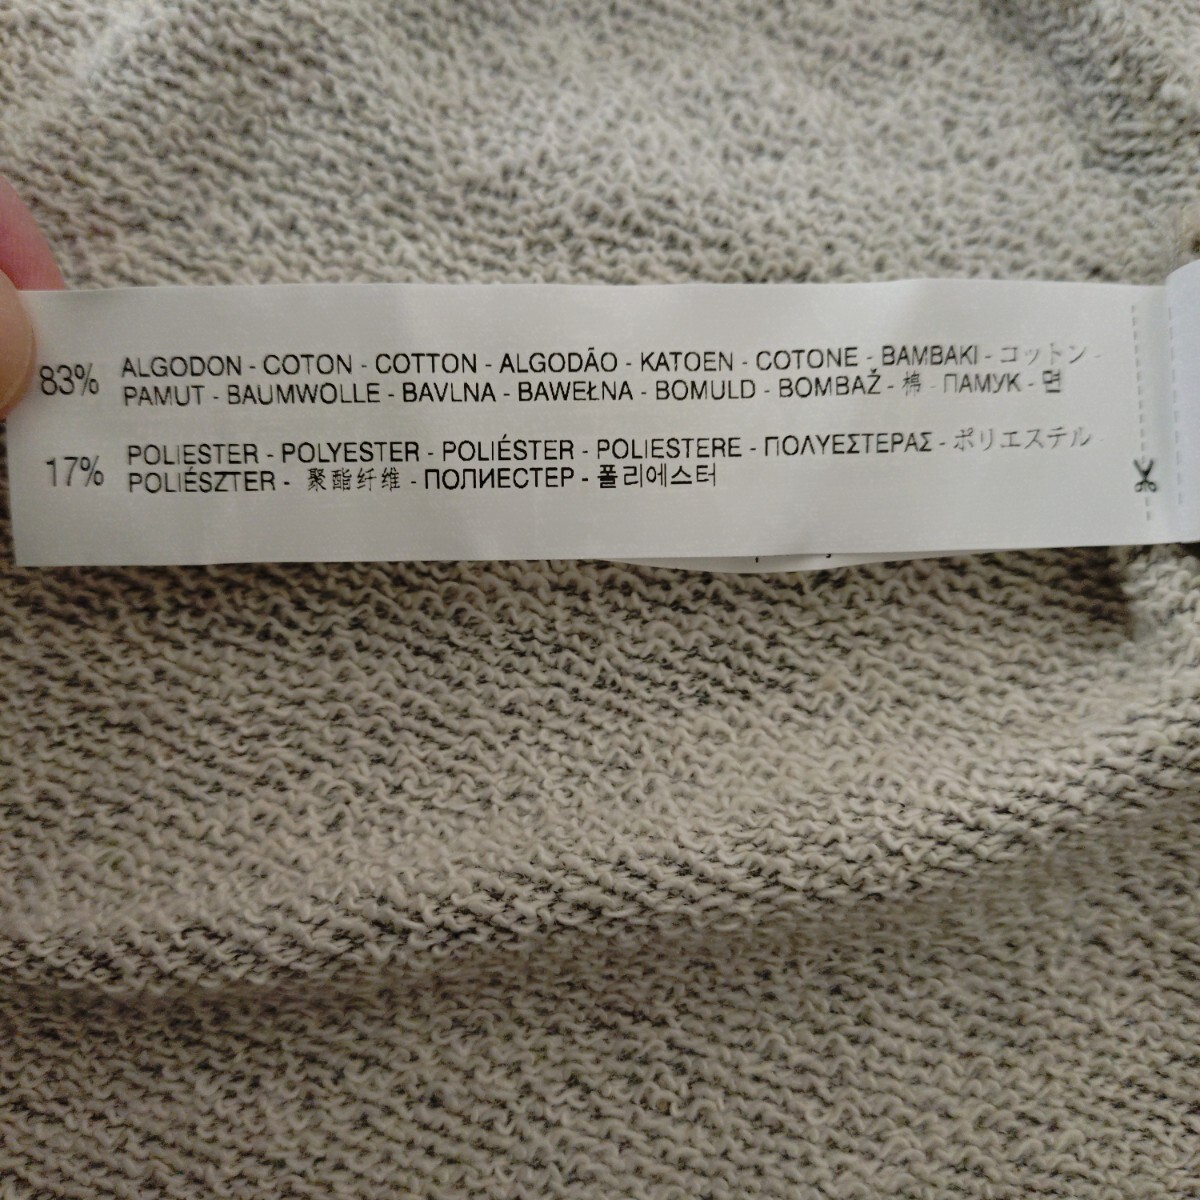 83% ALGODON - COTON - COTTON - ALGODÃO - KATOEN - COTONE - BAMBAKI - コットン -
PAMUT - BAUMWOLLE - BAVLNA - BAWEŁNA - BOMULD - BOMBAŽ - 棉 - ПАМУК - 면
17% POLIESTER - POLYESTER - POLIÉSTER - POLIESTERE - ΠΟΛΥΕΣΤΕΡΑΣ - ポリエステル -
POLIÉSZTER - 聚酯纤维 - ПОЛИЕСТЕР - 폴리에스터